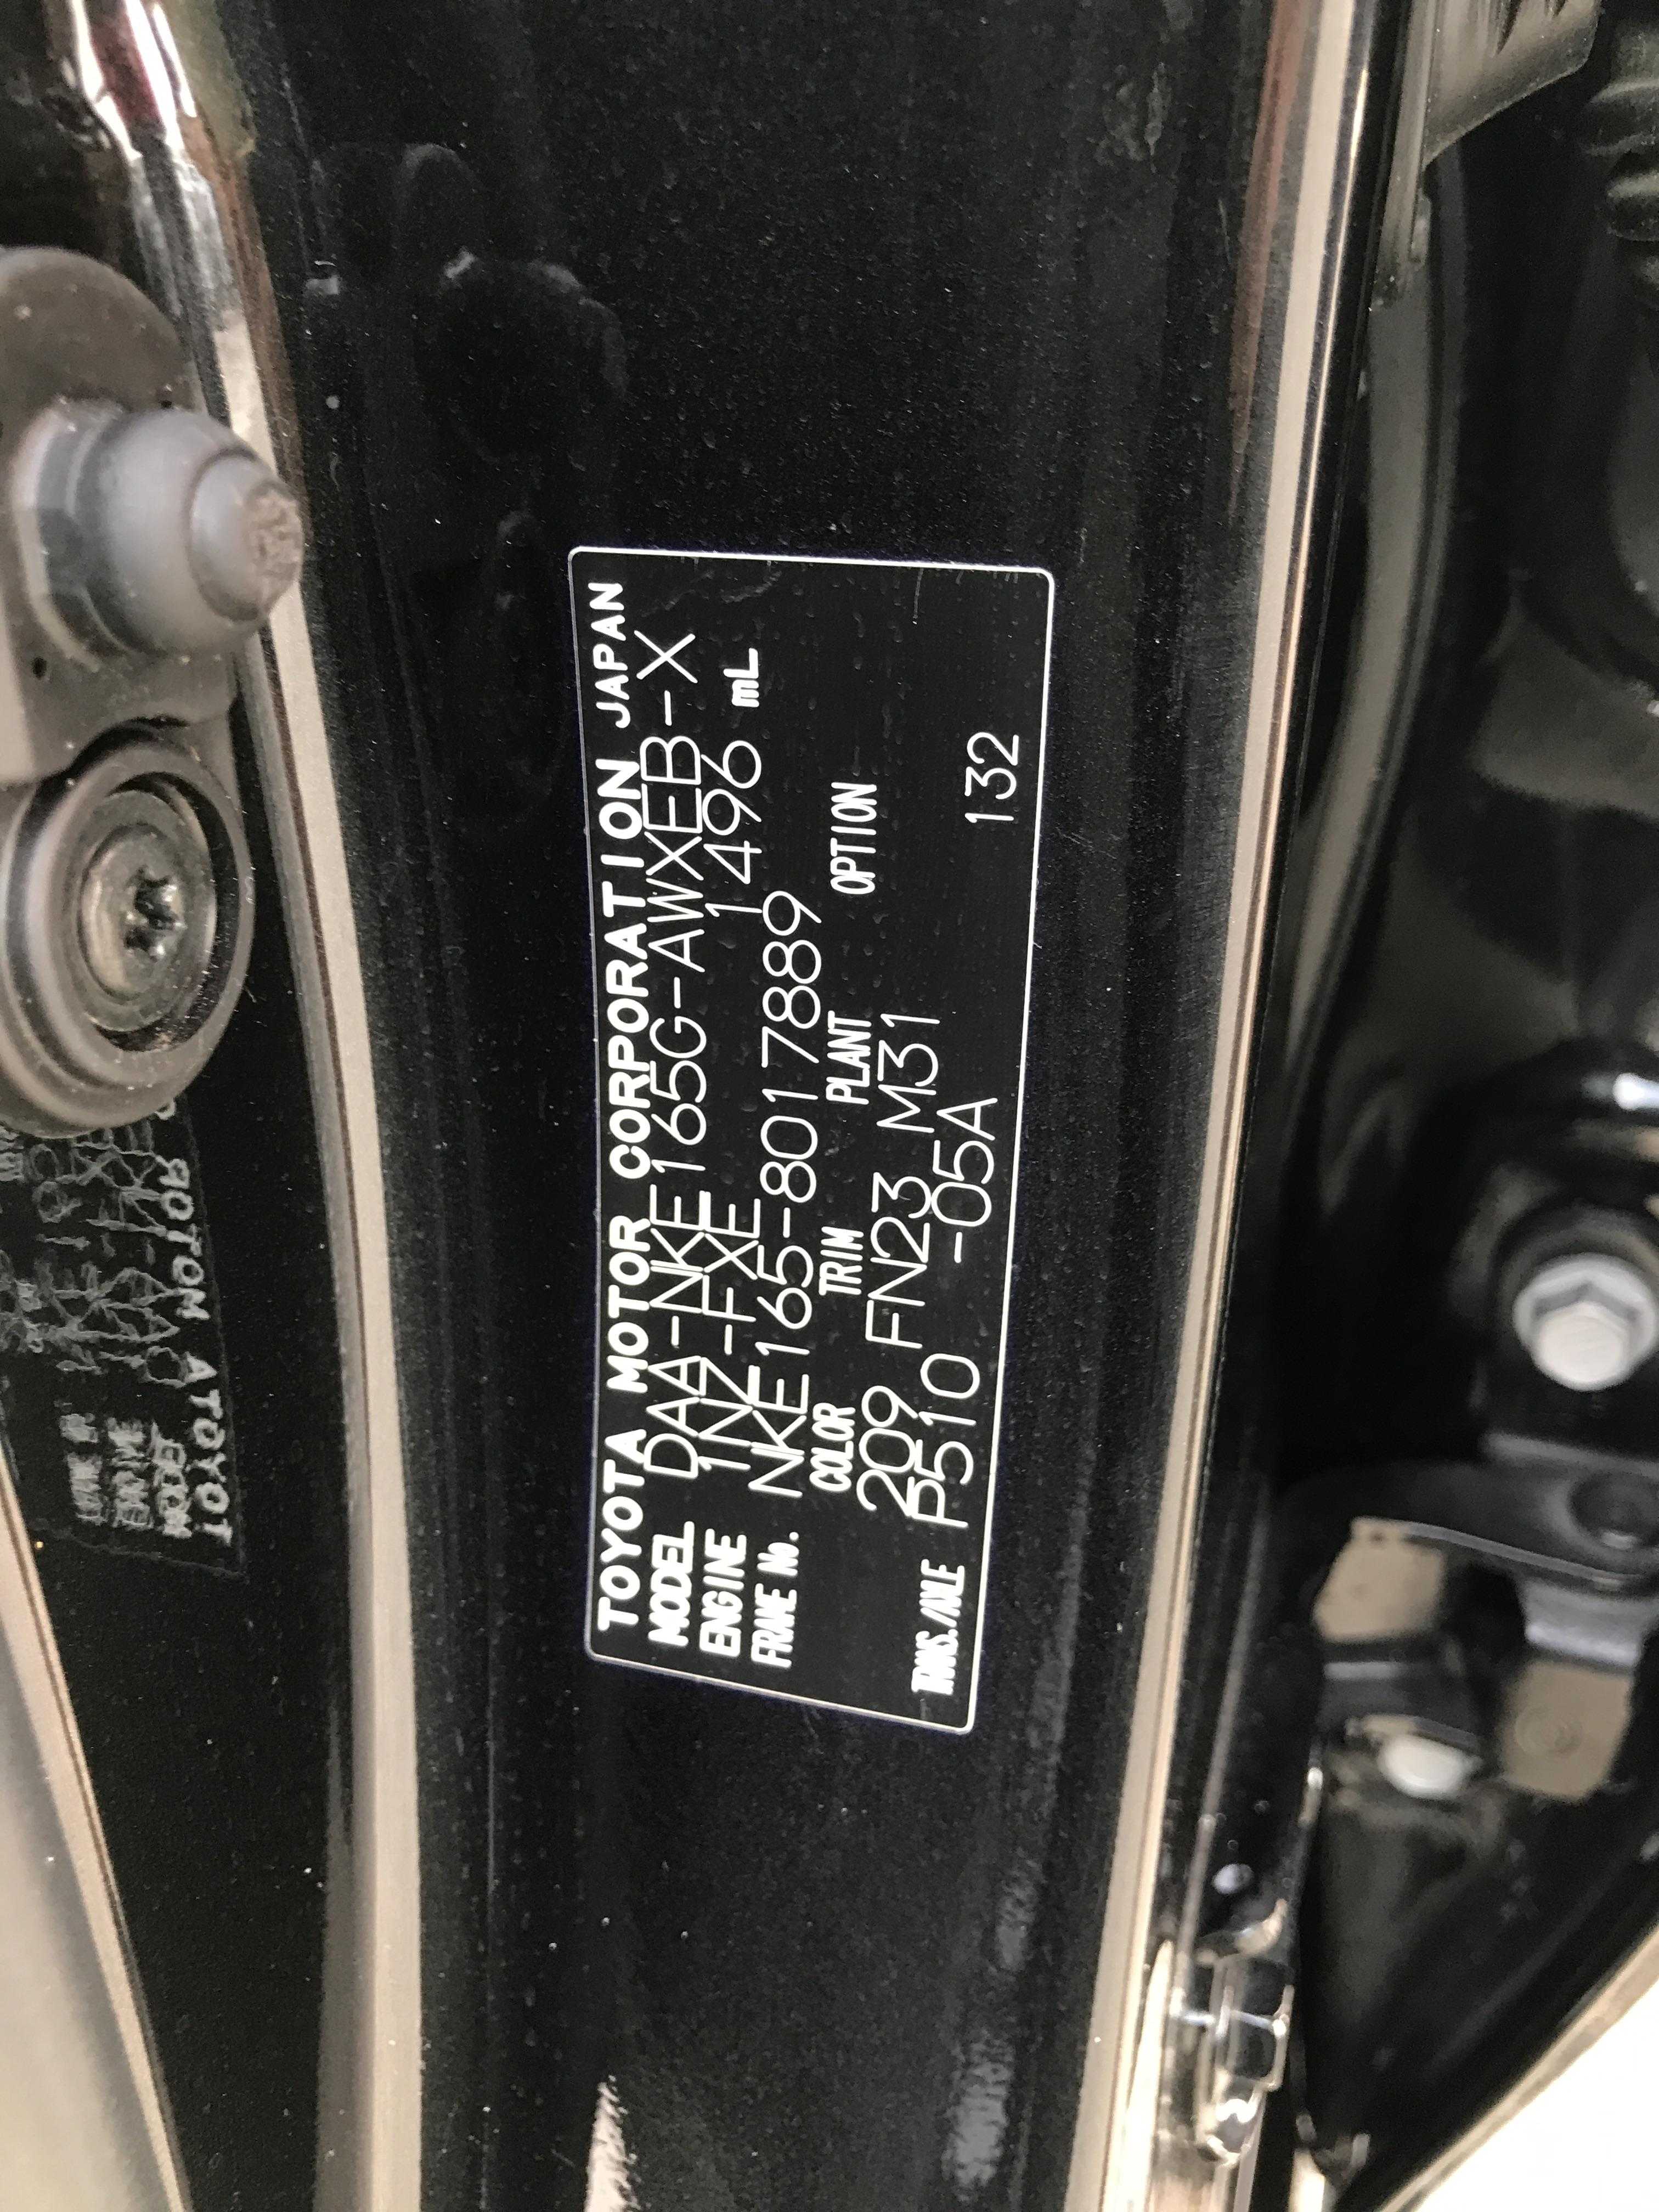 TOYOTA MOTOR CORPORATION JAPAN
MODEL DAA-NKE165G-AWXEB-X
ENGINE 1NZ-FXE 1496 mL
FRAME No. NKE165-8017889
COLOR TRIM PLANT OPTION
209 FN23 M31
TRANS./AXLE P510 -05A 132